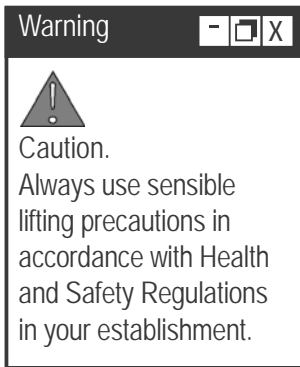 Warning
- X
!
Caution.
Always use sensible
lifting precautions in
accordance with Health
and Safety Regulations
in your establishment.